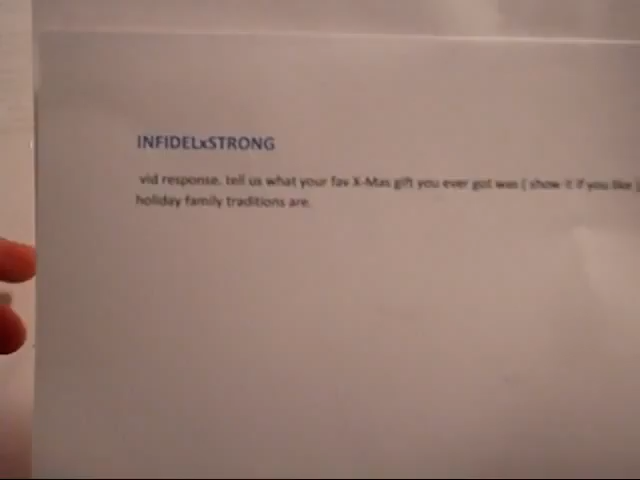 INFIDELxSTRONG
vid response. tell us what your fav X-Mas gift you ever got was ( show it if you like )
holiday family traditions are.